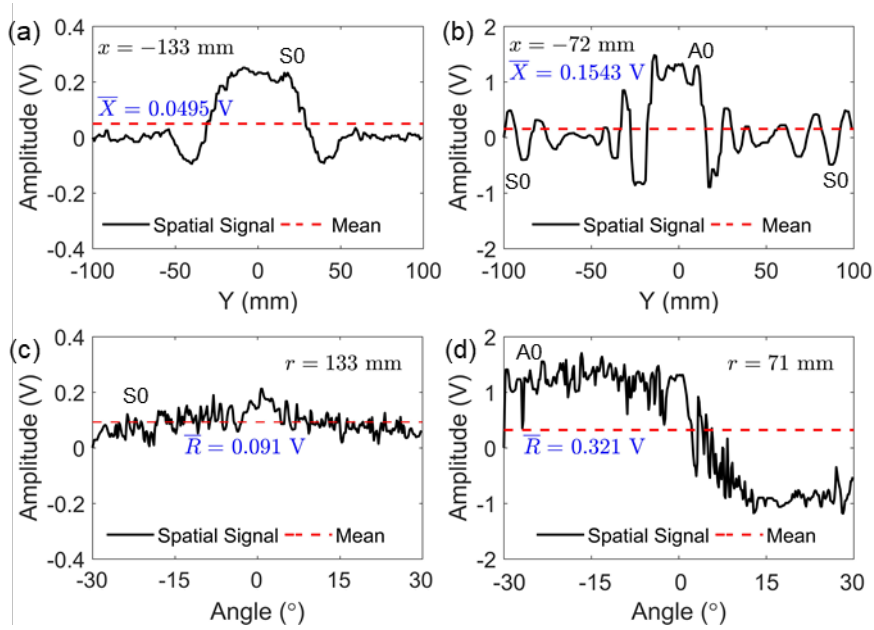 (a)
x = −133 mm
S0
X = 0.0495 V
Amplitude (V)
0.4
0.2
0
-0.2
-0.4
Spatial Signal
Mean
-100
-50
0
50
100
Y (mm)
(b)
x = −72 mm
A0
X = 0.1543 V
Amplitude (V)
2
1
0
-1
-2
S0
S0
Spatial Signal
Mean
-100
-50
0
50
100
Y (mm)
(c)
r = 133 mm
S0
R = 0.091 V
Amplitude (V)
0.4
0.2
0
-0.2
-0.4
Spatial Signal
Mean
-30
-15
0
15
30
Angle (°)
(d)
A0
r = 71 mm
R = 0.321 V
Amplitude (V)
2
1
0
-1
-2
Spatial Signal
Mean
-30
-15
0
15
30
Angle (°)